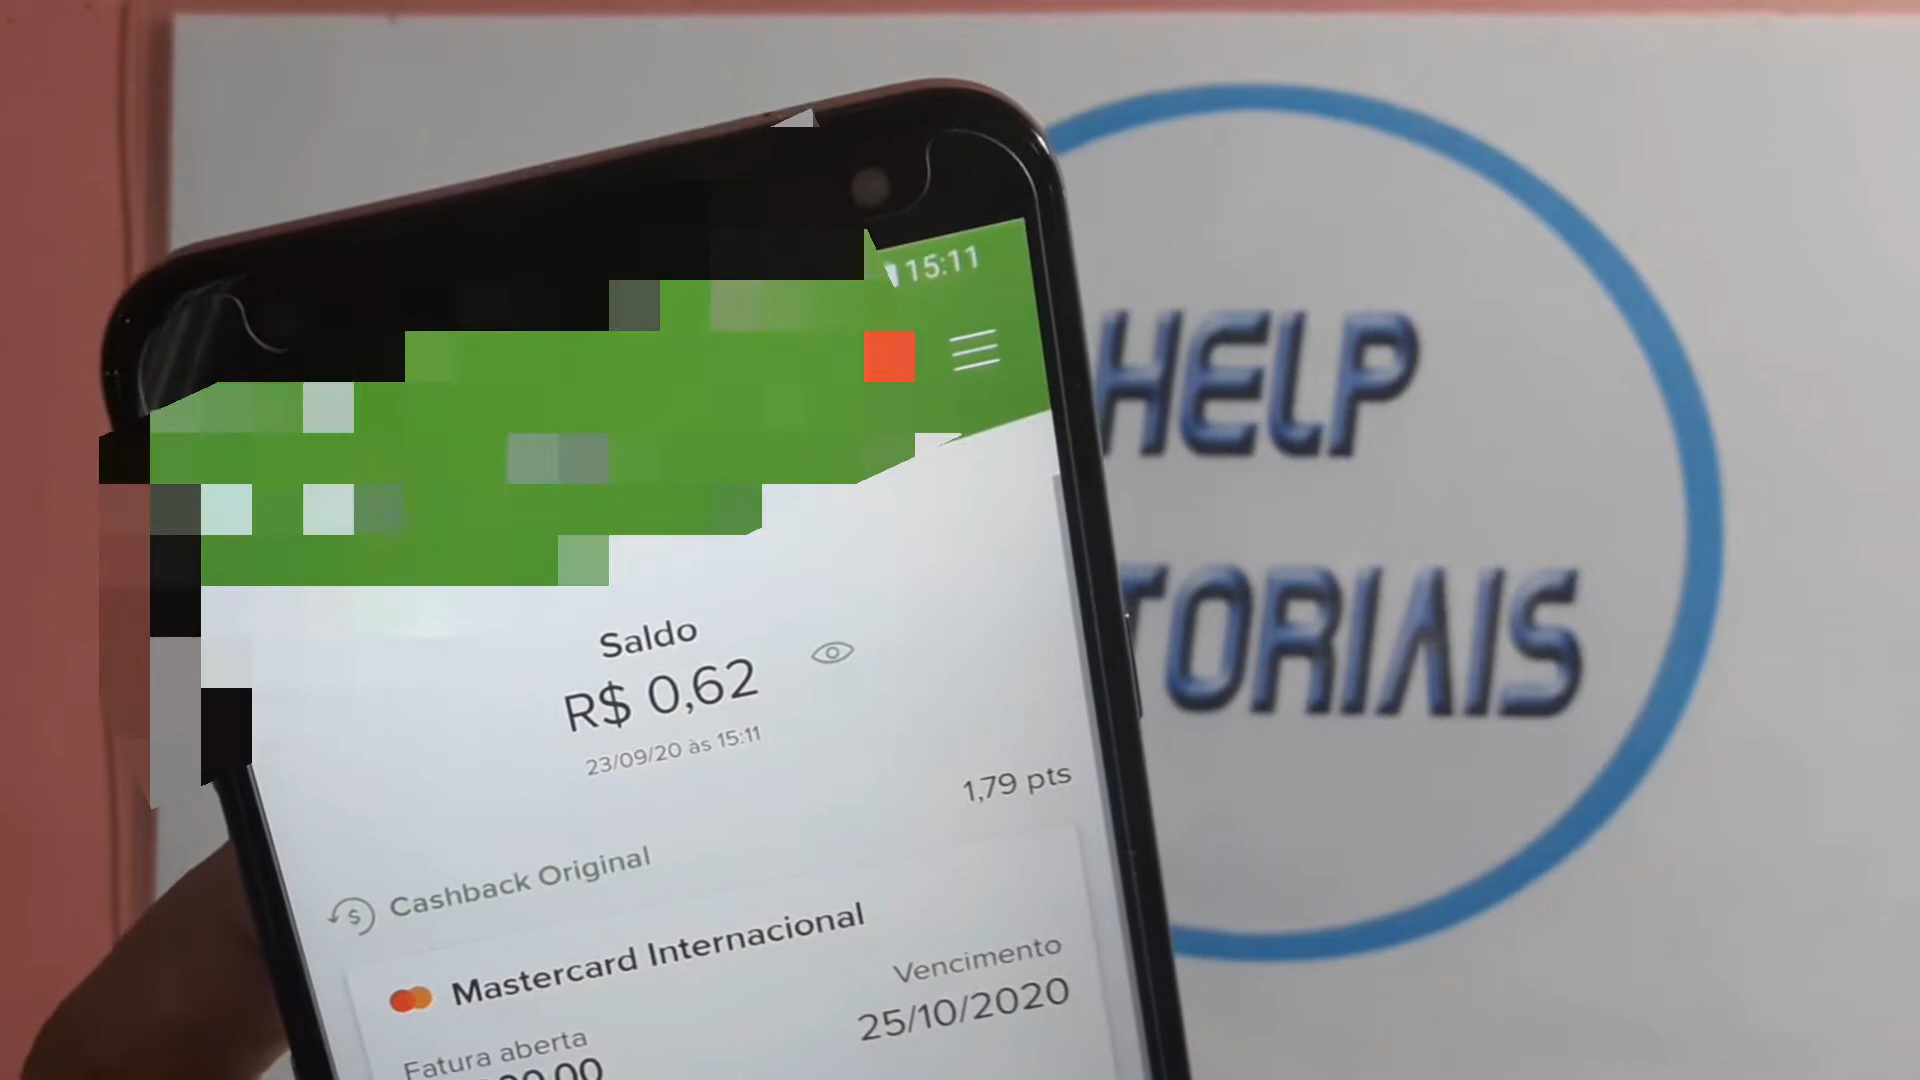 15:11
Saldo
R$ 0,62
23/09/20 às 15:11
1,79 pts
Cashback Original
Mastercard Internacional
Vencimento
25/10/2020
Fatura aberta
HELP
TORIAIS